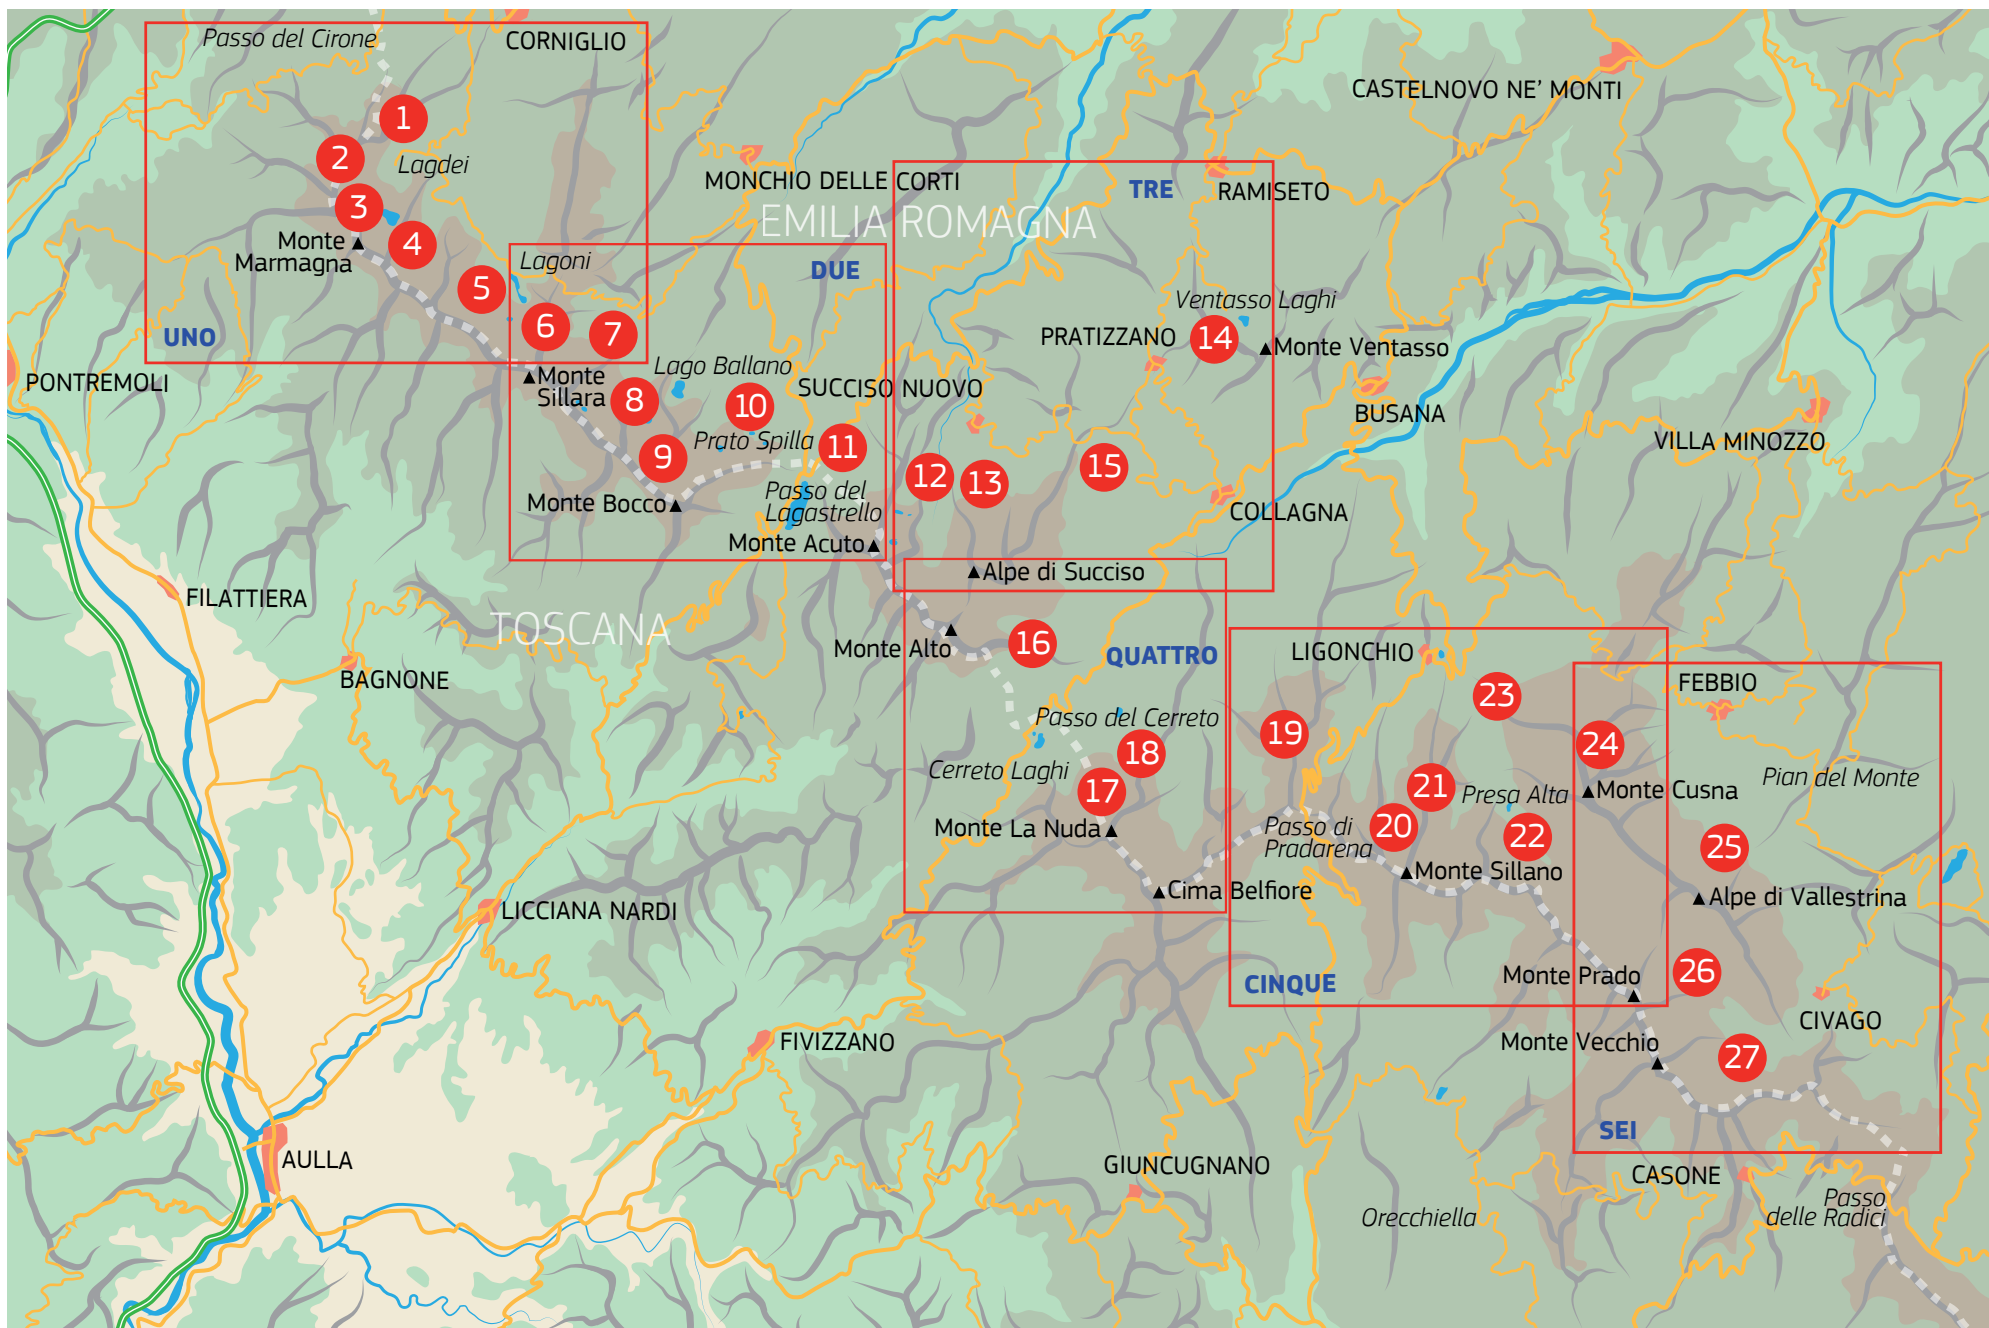 Passo del Cirone
CORNIGLIO
CASTELNOVO NE' MONTI
1
2
Lagdei
MONCHIO DELLE CORTI
TRE
RAMISETO
3
EMILIA ROMAGNA
4
Monte
Marmagna
Lagoni
DUE
5
6
7
UNO
Ventasso Laghi
PRATIZZANO
14
Monte Ventasso
PONTREMOLI
Monte
Sillara
Lago Ballano
SUCCISO NUOVO
8
10
BUSANA
Prato Spilla
11
VILLA MINOZZO
9
12
13
15
Passo del
Lagastrello
Monte Bocco
COLLAGNA
Monte Acuto
Alpe di Succiso
FILATTIERA
TOSCANA
Monte Alto
16
QUATTRO
LIGONCHIO
BAGNONE
FEBBIO
23
Passo del Cerreto
19
24
18
Cerreto Laghi
17
21
Presa Alta
Monte Cusna
Pian del Monte
Monte La Nuda
Passo di
Pradarena
20
22
25
Monte Sillano
Cima Belfiore
Alpe di Vallestrina
LICCIANA NARDI
CINQUE
Monte Prado
26
CIVAGO
FIVIZZANO
Monte Vecchio
27
SEI
AULLA
GIUNCUGNANO
CASONE
Orecchiella
Passo
delle Radici